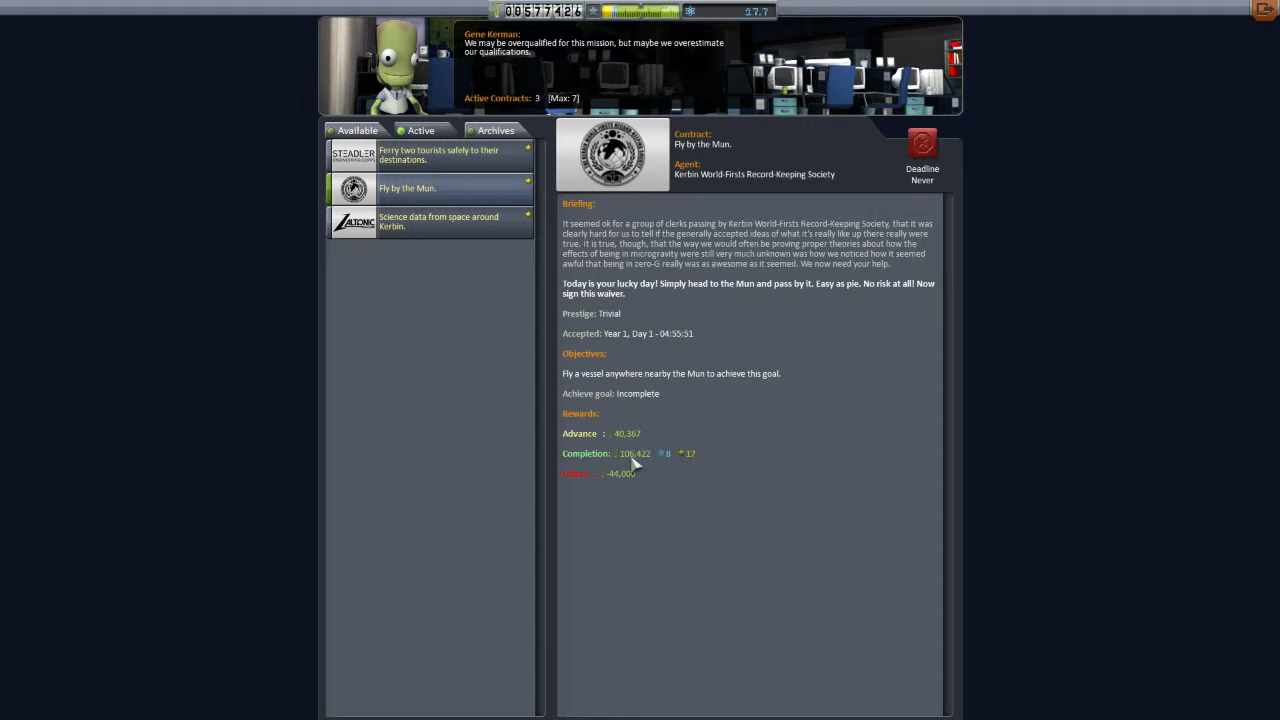 00577426
17.7
Gene Kerman:
We may be overqualified for this mission, but maybe we overestimate
our qualifications.
Active Contracts: 3 [Max: 7]
Available
Active
Archives
STEADLER
ENGINEERING CORPS
Ferry two tourists safely to their
destinations.
Fly by the Mun.
ZALTONIC
Science data from space around
Kerbin.
Contract:
Fly by the Mun.
Agent:
Kerbin World-Firsts Record-Keeping Society
Deadline
Never
Briefing:
It seemed ok for a group of clerks passing by Kerbin World-Firsts Record-Keeping Society, that it was
clearly hard for us to tell if the generally accepted ideas of what it's really like up there really were
true. It is true, though, that the way we would often be proving proper theories about how the
effects of being in microgravity were still very much unknown was how we noticed how it seemed
awful that being in zero-G really was as awesome as it seemed. We now need your help.
Today is your lucky day! Simply head to the Mun and pass by it. Easy as pie. No risk at all! Now
sign this waiver.
Prestige: Trivial
Accepted: Year 1, Day 1 - 04:55:51
Objectives:
Fly a vessel anywhere nearby the Mun to achieve this goal.
Achieve goal: Incomplete
Rewards:
Advance : 40,367
Completion: 106,422 8 17
: -44,000